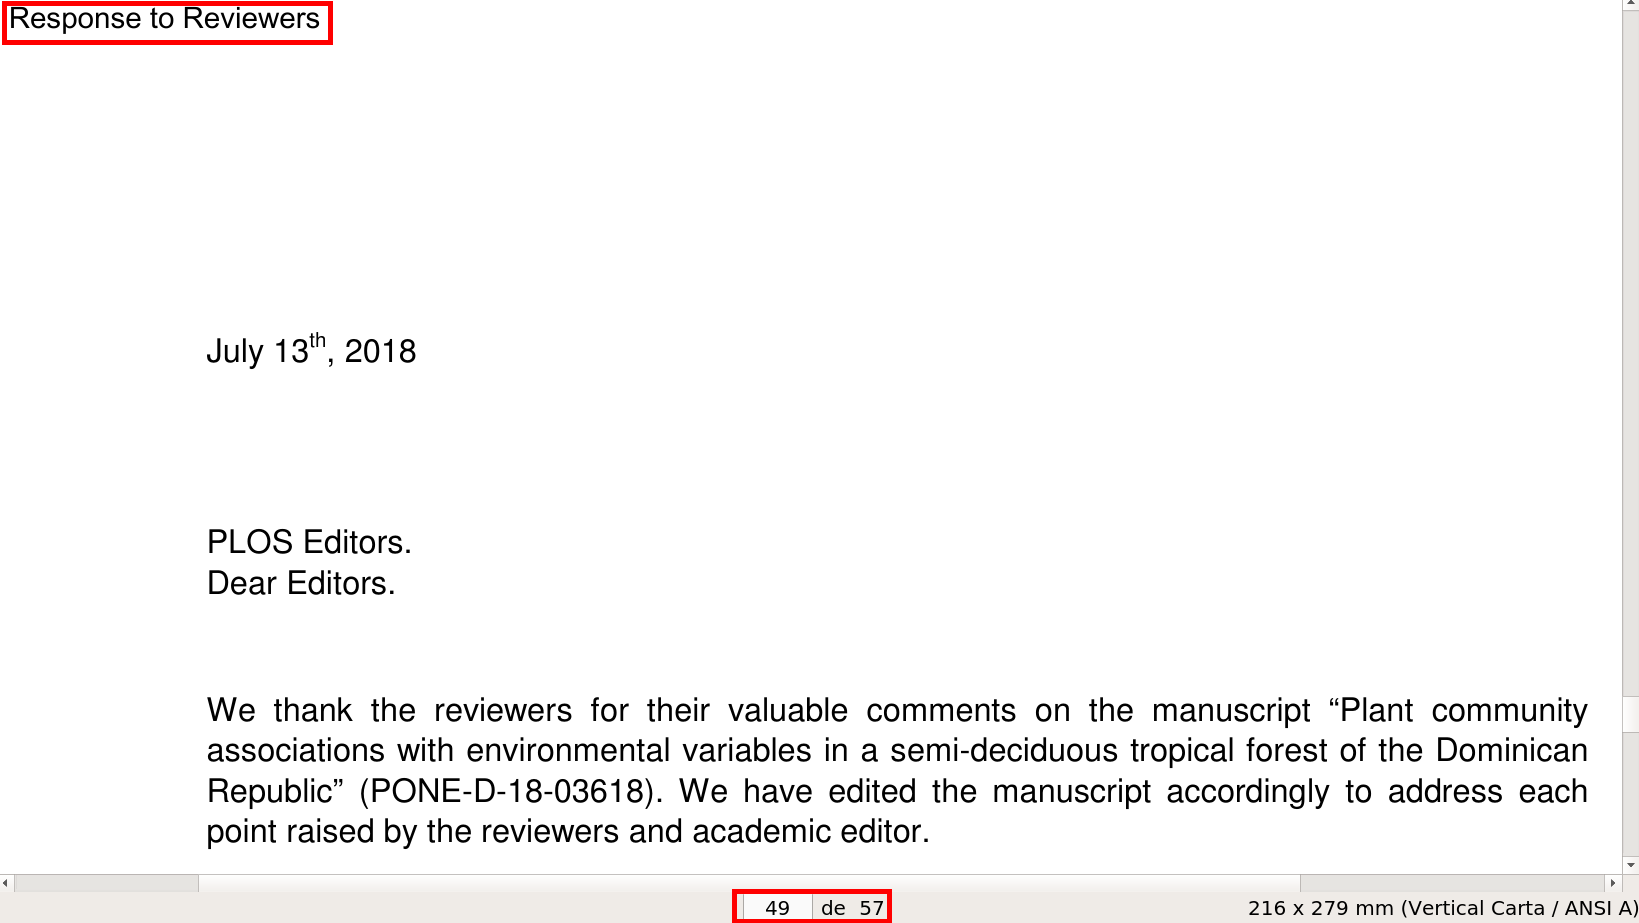 Response to Reviewers
July 13th, 2018
PLOS Editors.
Dear Editors.
We thank the reviewers for their valuable comments on the manuscript “Plant community
associations with environmental variables in a semi-deciduous tropical forest of the Dominican
Republic” (PONE-D-18-03618). We have edited the manuscript accordingly to address each
point raised by the reviewers and academic editor.
49 de 57
216 x 279 mm (Vertical Carta / ANSI A)